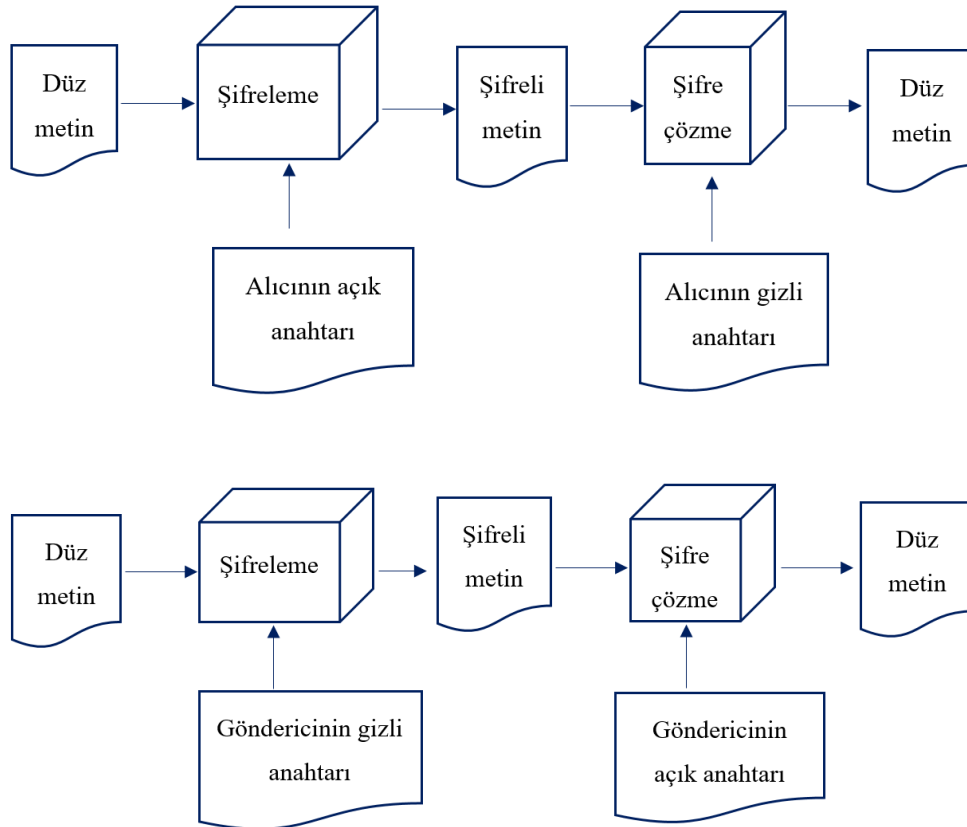 Düz
metin
Şifreleme
Şifreli
metin
Şifre
çözme
Düz
metin
Alıcının açık
anahtarı
Alıcının gizli
anahtarı
Düz
metin
Şifreleme
Şifreli
metin
Şifre
çözme
Düz
metin
Göndericinin gizli
anahtarı
Göndericinin
açık anahtarı